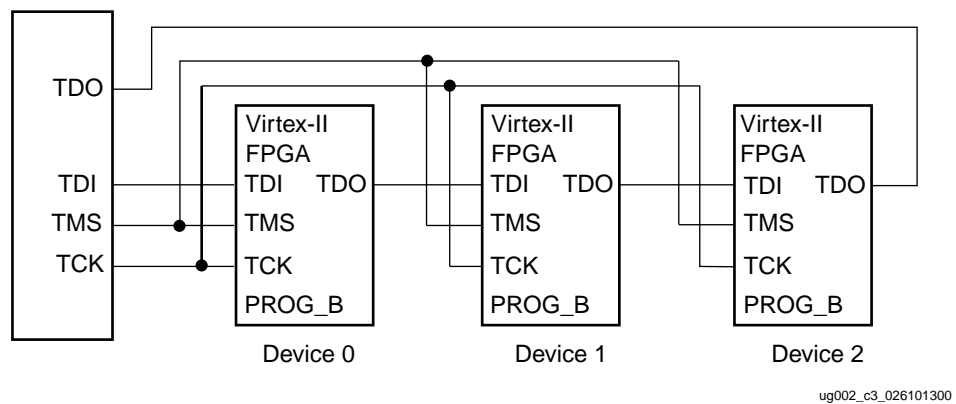 TDO
TDI
TMS
TCK
Virtex-II
FPGA
TDI TDO
TMS
TCK
PROG_B
Device 0
Virtex-II
FPGA
TDI TDO
TMS
TCK
PROG_B
Device 1
Virtex-II
FPGA
TDI TDO
TMS
TCK
PROG_B
Device 2
ug002_c3_026101300